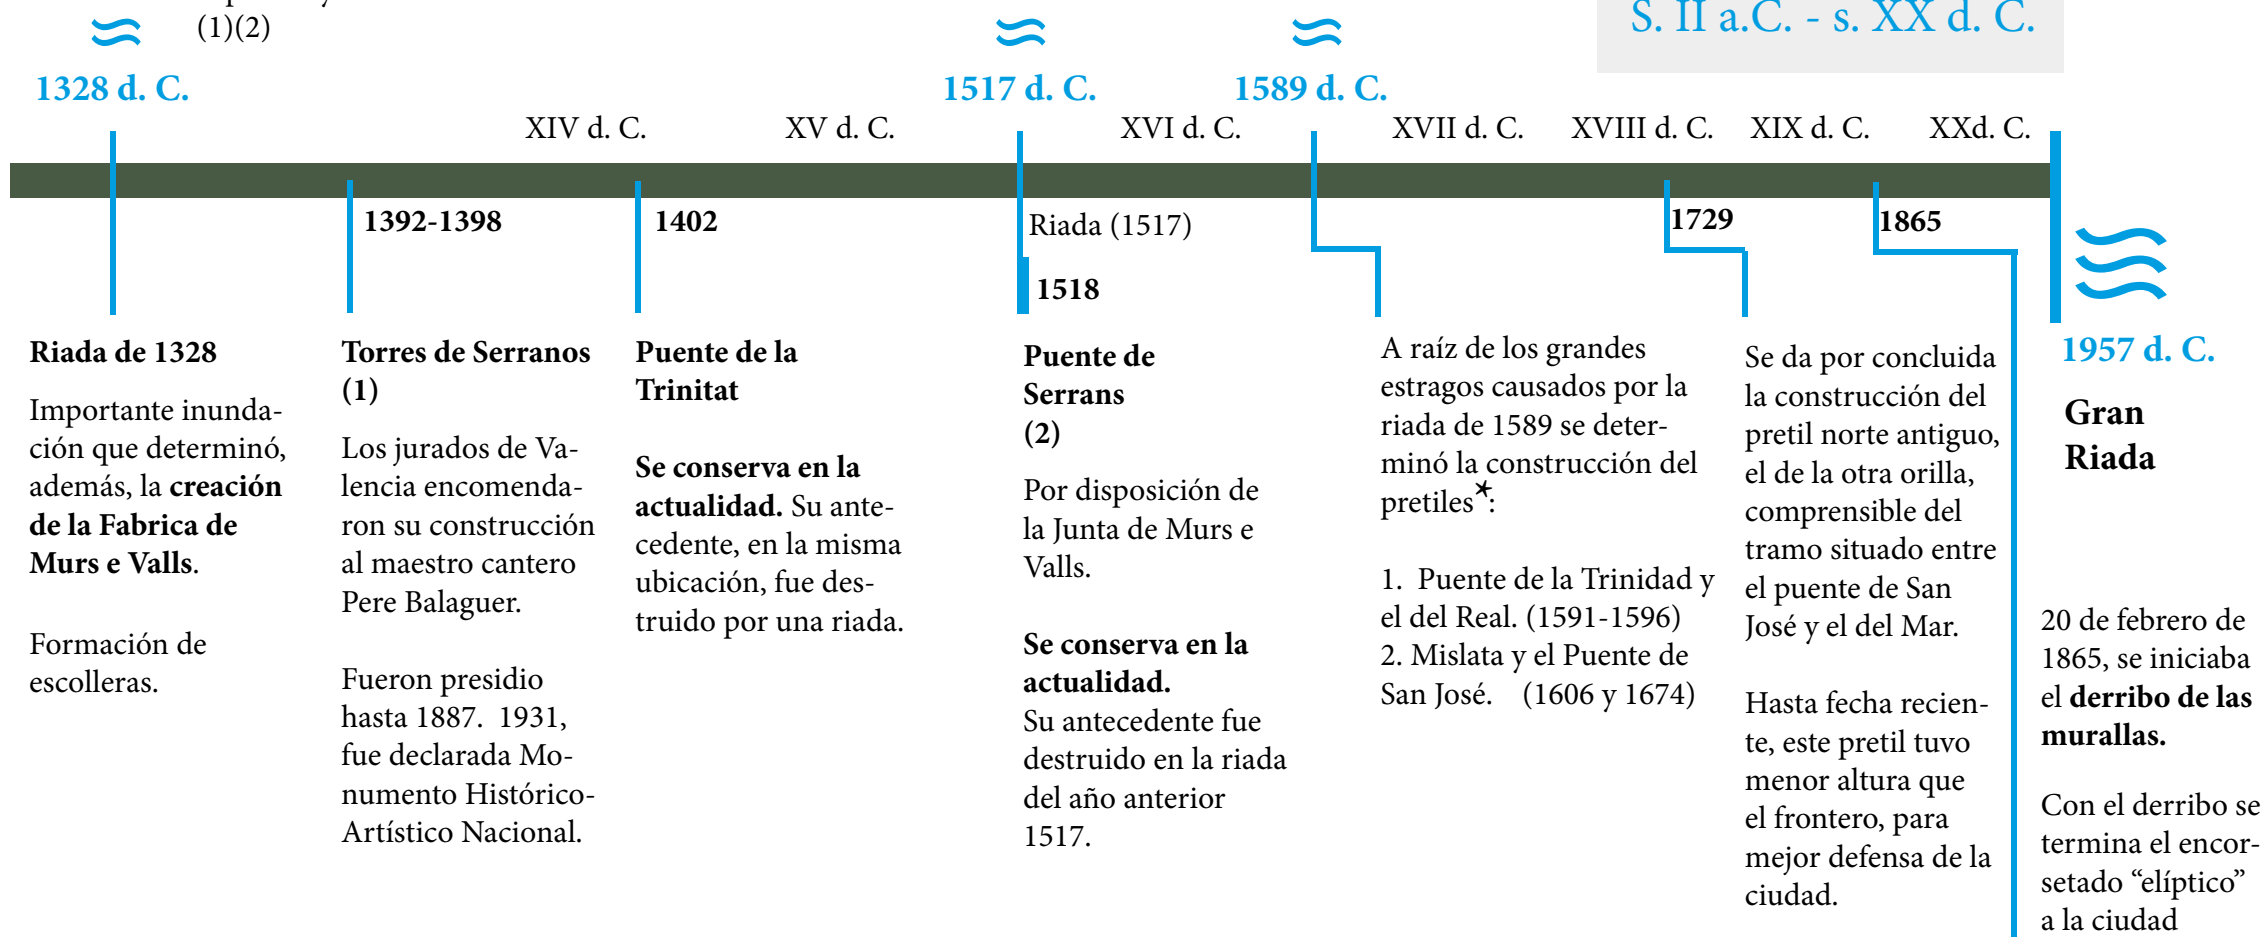 (1)(2)
S. II a.C. - s. XX d. C.
1328 d. C.
1517 d. C.
1589 d. C.
XIV d. C.
XV d. C.
XVI d. C.
XVII d. C.
XVIII d. C.
XIX d. C.
XXd. C.
1392-1398
1402
Riada (1517)
1518
1729
1865
Riada de 1328
Importante inunda-
ción que determinó,
además, la creación
de la Fabrica de
Murs e Valls.
Formación de
escolleras.
Torres de Serranos
(1)
Los jurados de Va-
lencia encomenda-
ron su construcción
al maestro cantero
Pere Balaguer.
Fueron presidio
hasta 1887.  1931,
fue declarada Mo-
numento Histórico-
Artístico Nacional.
Puente de la
Trinitat
Se conserva en la
actualidad. Su ante-
cedente, en la misma
ubicación, fue des-
truido por una riada.
Puente de
Serrans
(2)
Por disposición de
la Junta de Murs e
Valls.
Se conserva en la
actualidad.
Su antecedente fue
destruido en la riada
del año anterior
1517.
A raíz de los grandes
estragos causados por la
riada de 1589 se deter-
minó la construcción del
pretiles*:
1.  Puente de la Trinidad y
el del Real. (1591-1596)
2. Mislata y el Puente de
San José.    (1606 y 1674)
Se da por concluida
la construcción del
pretil norte antiguo,
el de la otra orilla,
comprensible del
tramo situado entre
el puente de San
José y el del Mar.
Hasta fecha recien-
te, este pretil tuvo
menor altura que
el frontero, para
mejor defensa de la
ciudad.
1957 d. C.
Gran
Riada
20 de febrero de
1865, se iniciaba
el derribo de las
murallas.
Con el derribo se
termina el encor-
setado “elíptico”
a la ciudad